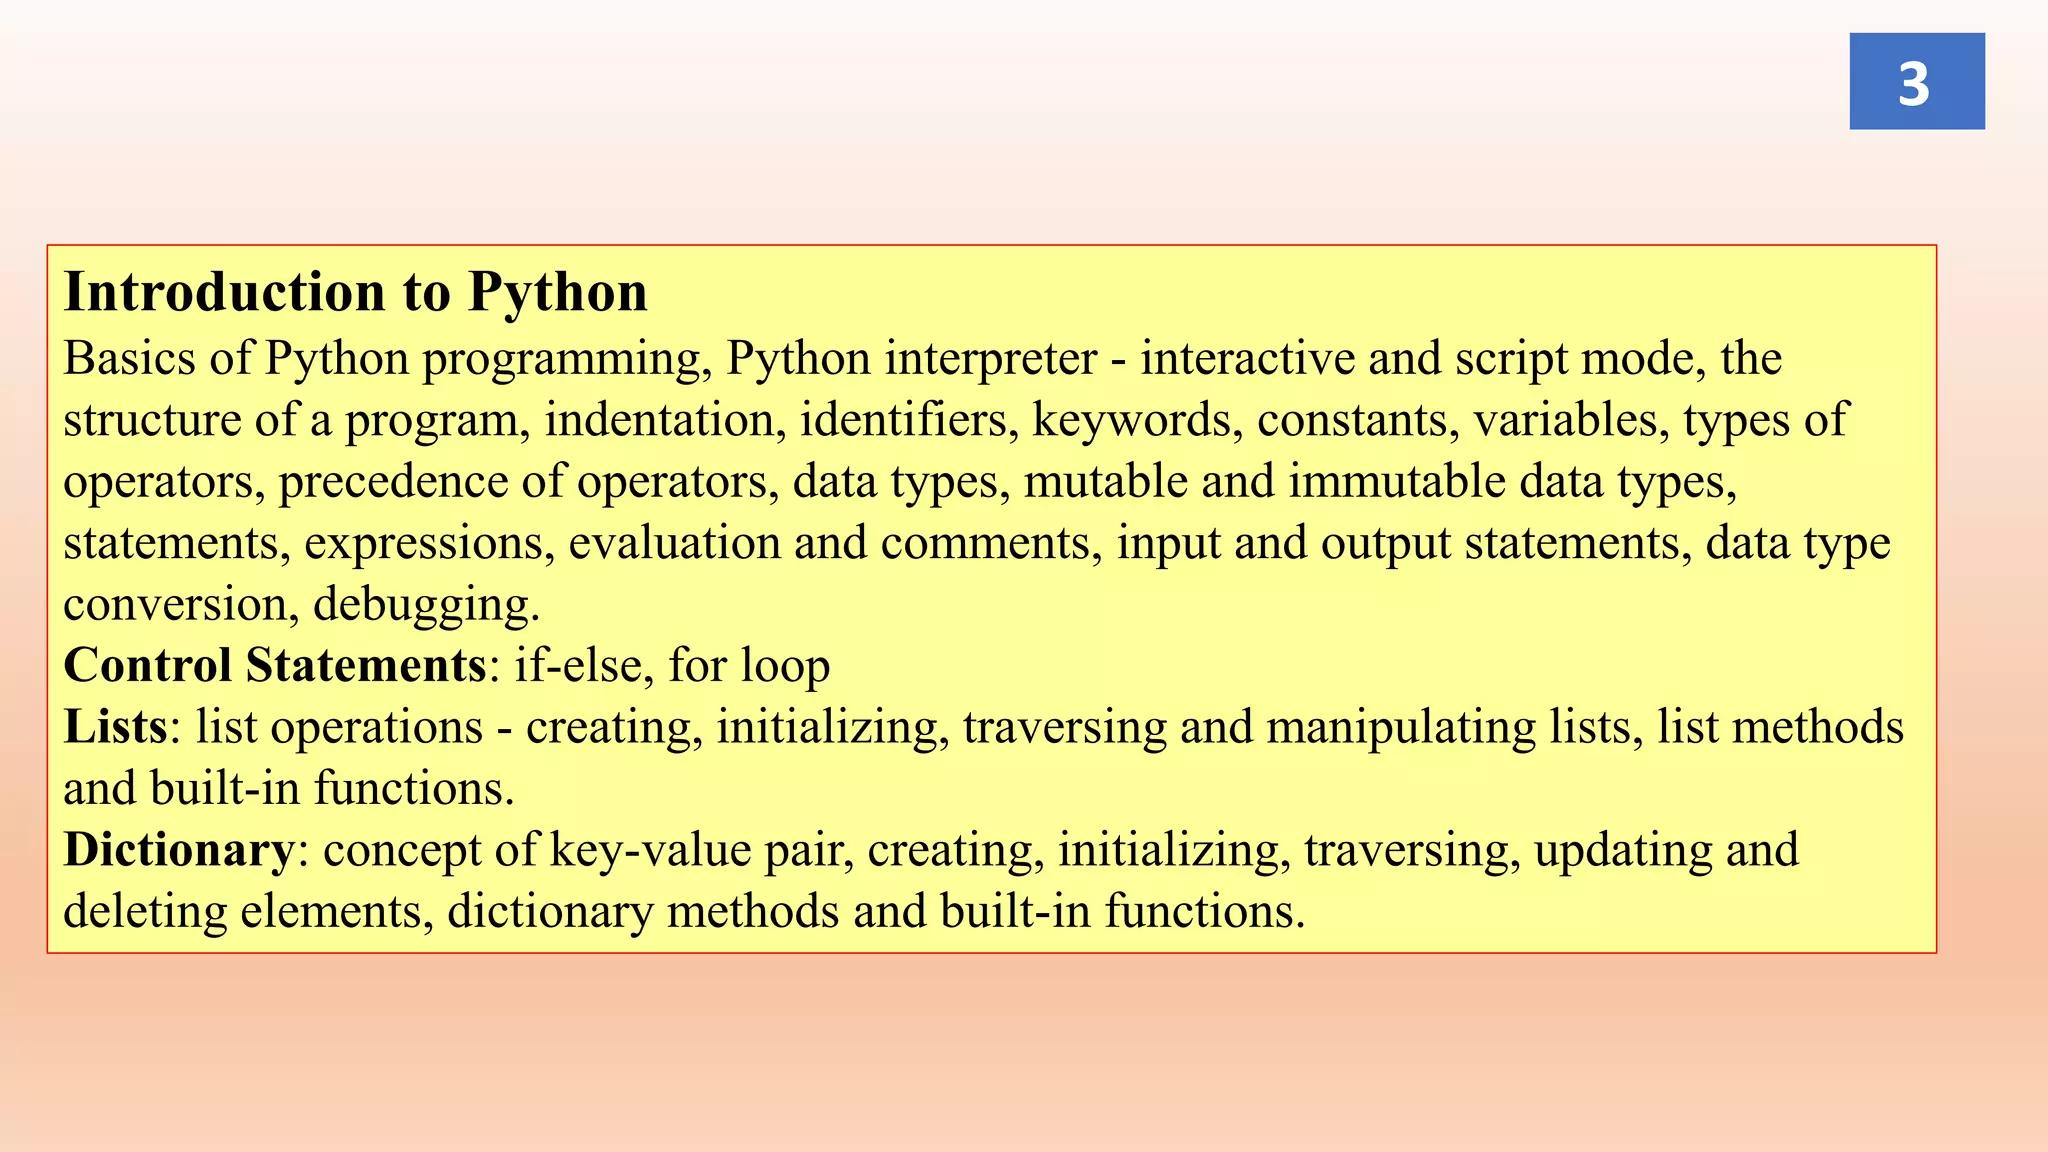 3
Introduction to Python
Basics of Python programming, Python interpreter - interactive and script mode, the
structure of a program, indentation, identifiers, keywords, constants, variables, types of
operators, precedence of operators, data types, mutable and immutable data types,
statements, expressions, evaluation and comments, input and output statements, data type
conversion, debugging.
Control Statements: if-else, for loop
Lists: list operations - creating, initializing, traversing and manipulating lists, list methods
and built-in functions.
Dictionary: concept of key-value pair, creating, initializing, traversing, updating and
deleting elements, dictionary methods and built-in functions.